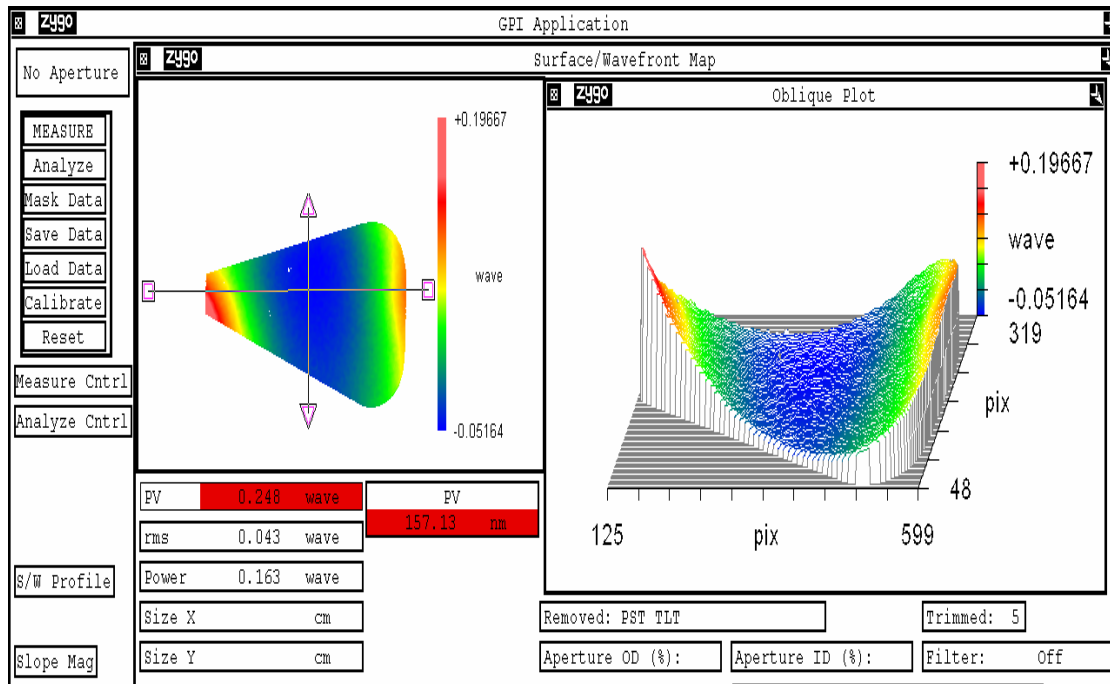 zygo GPI Application
No Aperture
MEASURE
Analyze
Mask Data
Save Data
Load Data
Calibrate
Reset
Measure Cntrl
Analyze Cntrl
S/W Profile
Slope Mag
zygo Surface/Wavefront Map
+0.19667
wave
-0.05164
zygo Oblique Plot
+0.19667
wave
-0.05164
319
pix
48
125 pix 599
PV 0.248 wave
rms 0.043 wave
Power 0.163 wave
Size X cm
Size Y cm
PV
157.13 nm
Removed: PST TLT
Trimmed: 5
Aperture OD (%):
Aperture ID (%):
Filter: Off